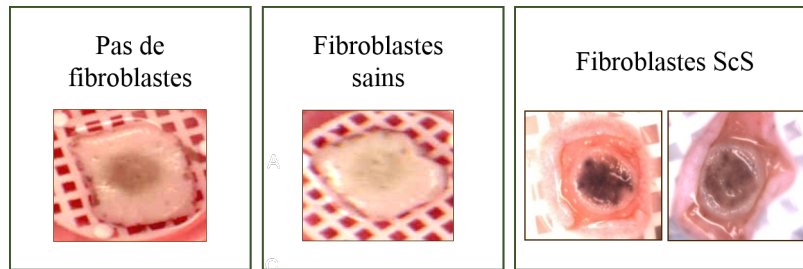 Pas de
fibroblastes
Fibroblastes
sains
Fibroblastes ScS
A
C